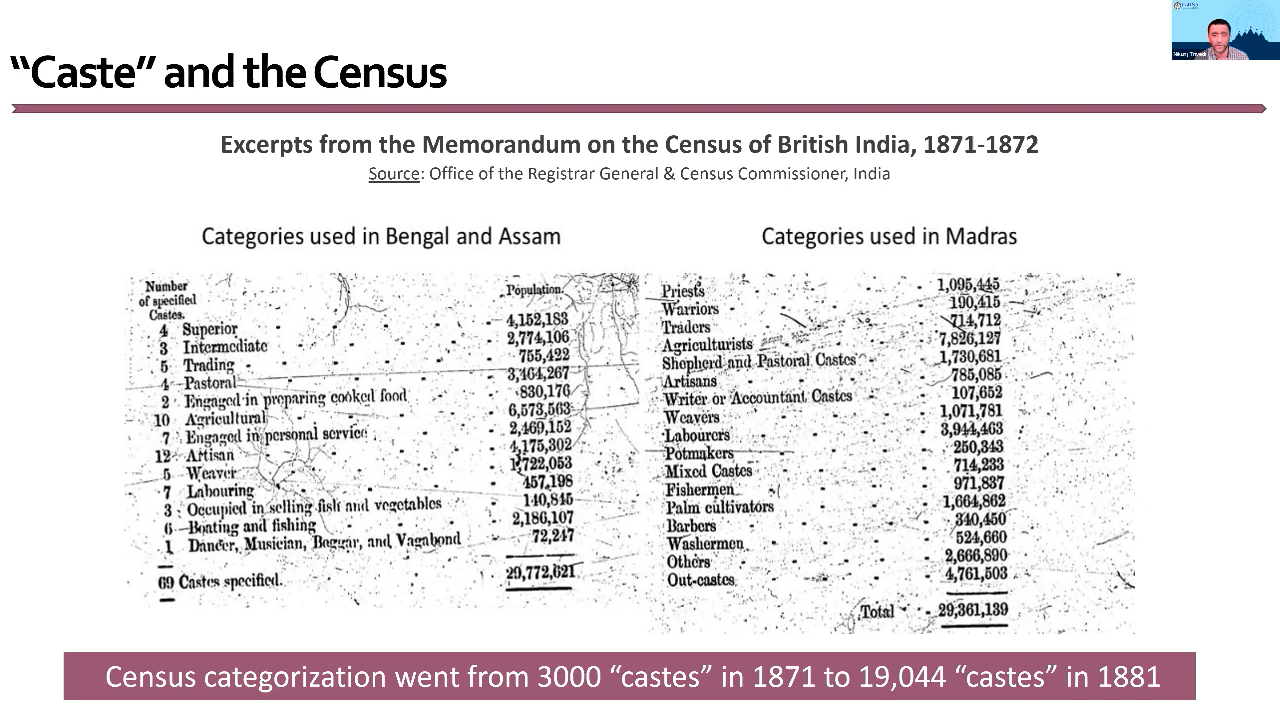 "Caste" and the Census
Nikunj Trivedi
Excerpts from the Memorandum on the Census of British India, 1871-1872
Source: Office of the Registrar General & Census Commissioner, India
Categories used in Bengal and Assam
Number
of specified
Castes.
Population.
4 Superior 4,152,183
3 Intermediate 2,774,106
5 Trading 755,422
4 Pastoral 3,464,267
2 Engaged in preparing cooked food 830,176
10 Agricultural 6,573,563
7 Engaged in personal service 2,469,152
12 Artisan 4,175,302
5 Weaver 1,722,053
7 Labouring 457,198
3 Occupied in selling fish and vegetables 140,845
6 Boating and fishing 2,186,107
1 Dancer, Musician, Beggar, and Vagabond 72,247
69 Castes specified. 29,772,621
Categories used in Madras
Priests 1,095,445
Warriors 190,415
Traders 714,712
Agriculturists 7,826,127
Shepherd and Pastoral Castes 1,730,681
Artisans 785,085
Writer or Accountant Castes 107,652
Weavers 1,071,781
Labourers 3,944,463
Potmakers 250,343
Mixed Castes 714,233
Fishermen 971,837
Palm cultivators 1,664,862
Barbers 340,450
Washermen 524,660
Others 2,666,890
Out-castes 4,761,503
Total 29,361,139
Census categorization went from 3000 "castes" in 1871 to 19,044 "castes" in 1881